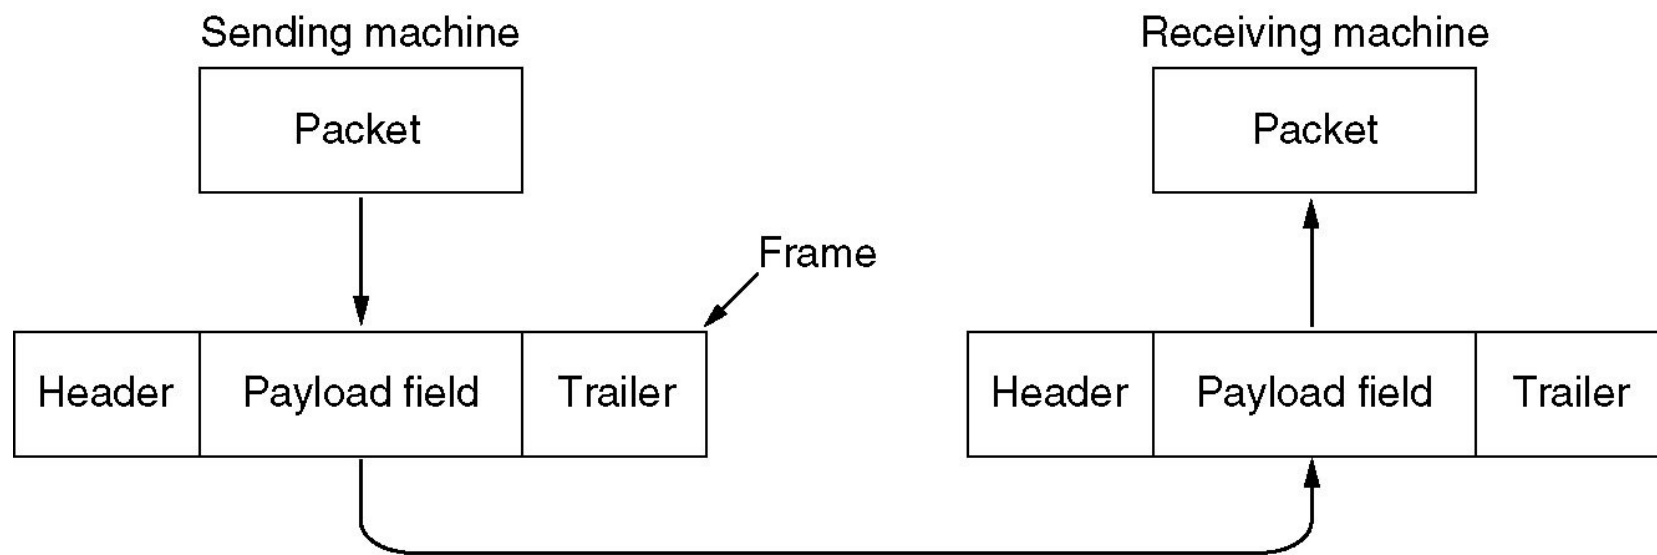 Sending machine
Receiving machine
Packet
Packet
Frame
Header
Payload field
Trailer
Header
Payload field
Trailer